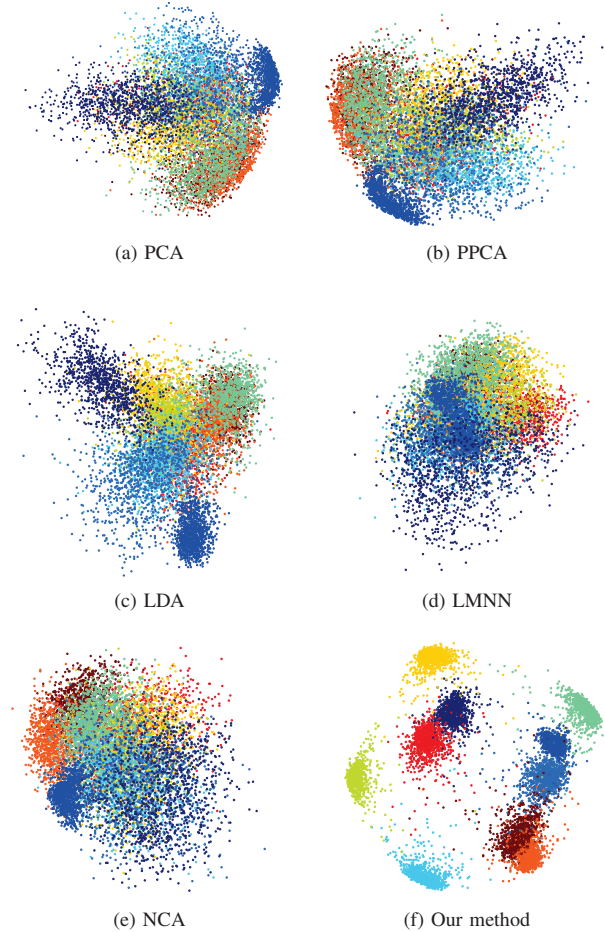 (a) PCA
(b) PPCA
(c) LDA
(d) LMNN
(e) NCA
(f) Our method